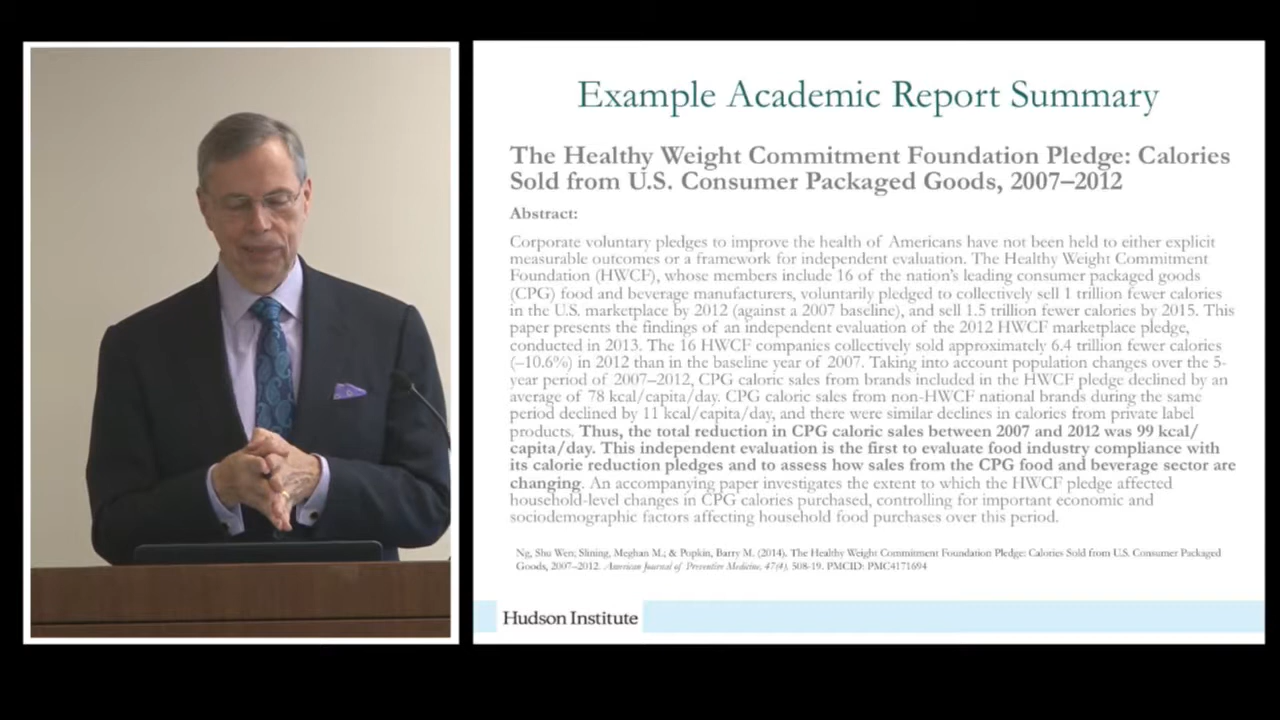 Example Academic Report Summary
The Healthy Weight Commitment Foundation Pledge: Calories
Sold from U.S. Consumer Packaged Goods, 2007–2012
Abstract:
Corporate voluntary pledges to improve the health of Americans have not been held to either explicit
measurable outcomes or a framework for independent evaluation. The Healthy Weight Commitment
Foundation (HWCF), whose members include 16 of the nation's leading consumer packaged goods
(CPG) food and beverage manufacturers, voluntarily pledged to collectively sell 1 trillion fewer calories
in the U.S. marketplace by 2012 (against a 2007 baseline), and sell 1.5 trillion fewer calories by 2015. This
paper presents the findings of an independent evaluation of the 2012 HWCF marketplace pledge,
conducted in 2013. The 16 HWCF companies collectively sold approximately 6.4 trillion fewer calories
(–10.6%) in 2012 than in the baseline year of 2007. Taking into account population changes over the 5-
year period of 2007–2012, CPG caloric sales from brands included in the HWCF pledge declined by an
average of 78 kcal/capita/day. CPG caloric sales from non-HWCF national brands during the same
period declined by 11 kcal/capita/day, and there were similar declines in calories from private label
products. Thus, the total reduction in CPG caloric sales between 2007 and 2012 was 99 kcal/
capita/day. This independent evaluation is the first to evaluate food industry compliance with
its calorie reduction pledges and to assess how sales from the CPG food and beverage sector are
changing. An accompanying paper investigates the extent to which the HWCF pledge affected
household-level changes in CPG calories purchased, controlling for important economic and
sociodemographic factors affecting household food purchases over this period.
Ng, Shu Wen; Slining, Meghan M.; & Popkin, Barry M. (2014). The Healthy Weight Commitment Foundation Pledge: Calories Sold from U.S. Consumer Packaged
Goods, 2007–2012. American Journal of Preventive Medicine, 47(4), 508-19. PMCID: PMC4171694
Hudson Institute